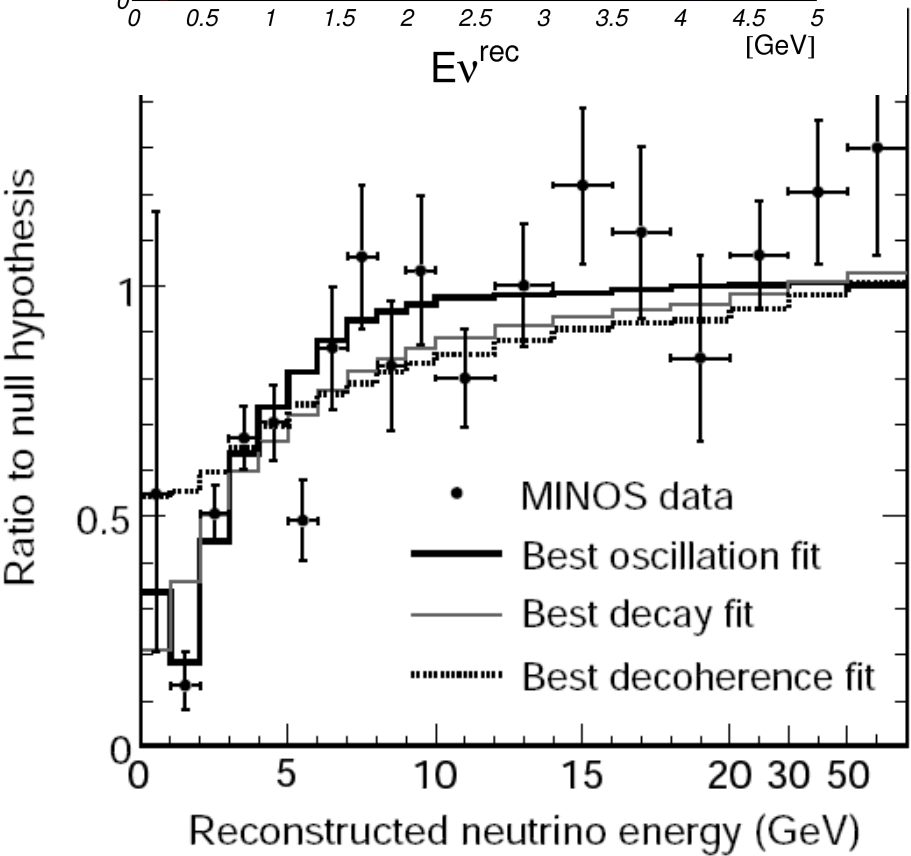 0
0 0.5 1 1.5 2 2.5 3 3.5 4 4.5 5
[GeV]
Eν^rec
Ratio to null hypothesis
1
0.5
0
MINOS data
Best oscillation fit
Best decay fit
Best decoherence fit
0 5 10 15 20 30 50
Reconstructed neutrino energy (GeV)